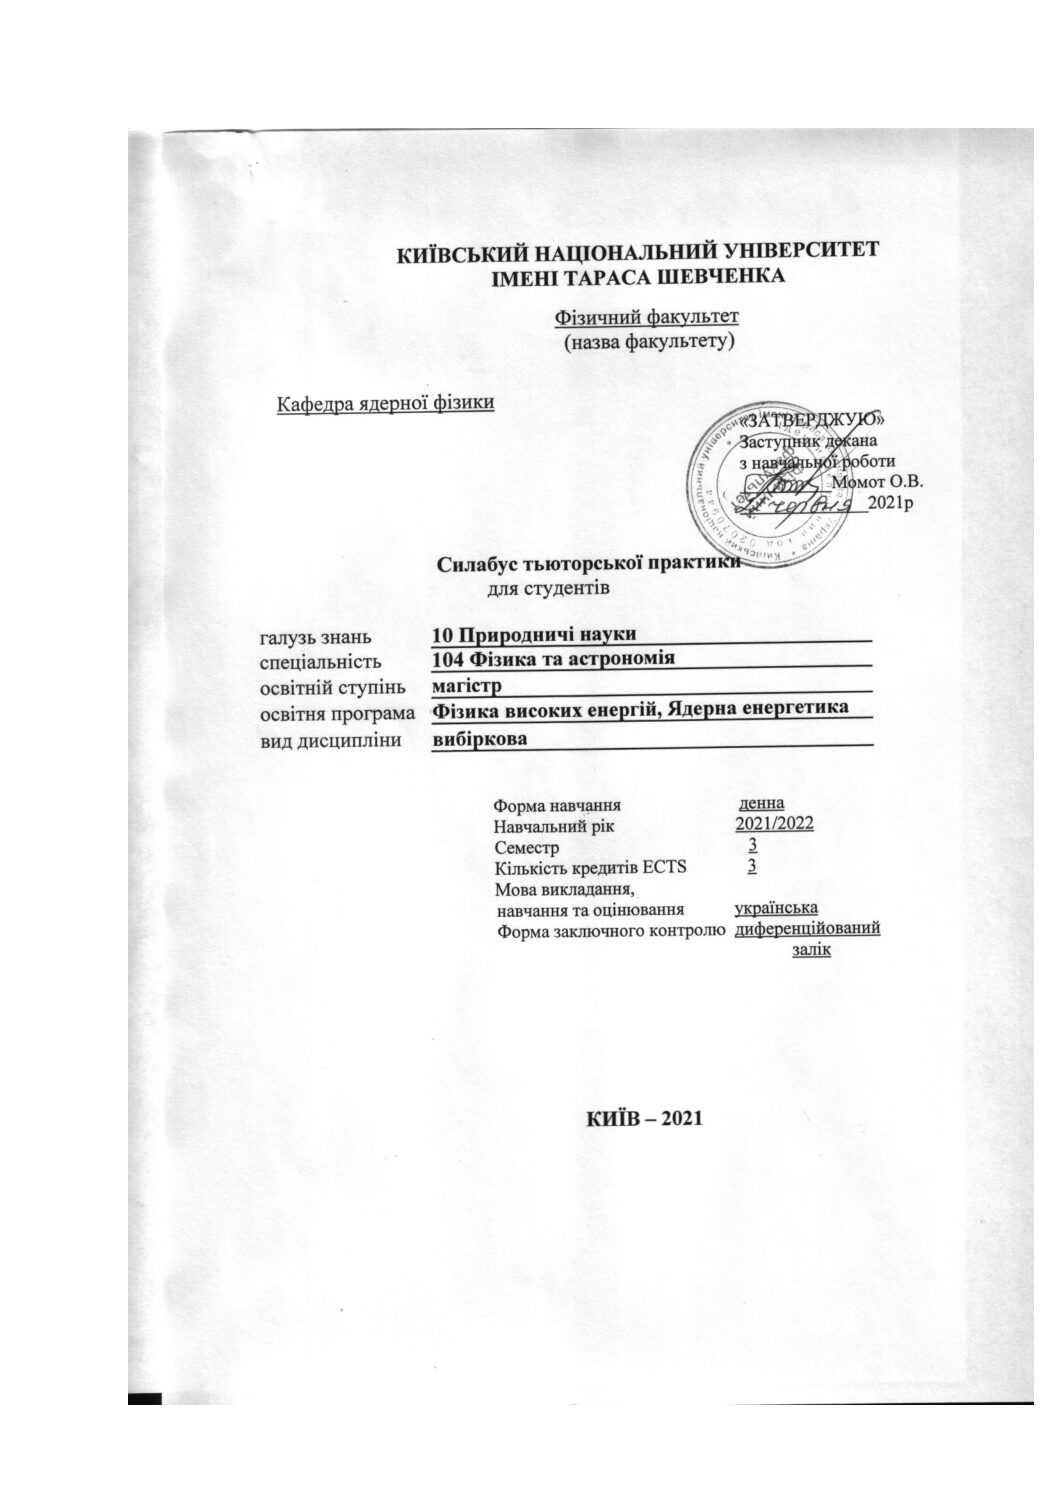 КИЇВСЬКИЙ НАЦІОНАЛЬНИЙ УНІВЕРСИТЕТ
ІМЕНІ ТАРАСА ШЕВЧЕНКА
Фізичний факультет
(назва факультету)
Кафедра ядерної фізики
«ЗАТВЕРДЖУЮ»
Заступник декана
з навчальної роботи
Момот О.В.
червня 2021р
Силабус тьюторської практики
для студентів
галузь знань 10 Природничі науки
спеціальність 104 Фізика та астрономія
освітній ступінь магістр
освітня програма Фізика високих енергій, Ядерна енергетика
вид дисципліни вибіркова
Форма навчання денна
Навчальний рік 2021/2022
Семестр 3
Кількість кредитів ECTS 3
Мова викладання,
навчання та оцінювання українська
Форма заключного контролю диференційований
залік
КИЇВ – 2021